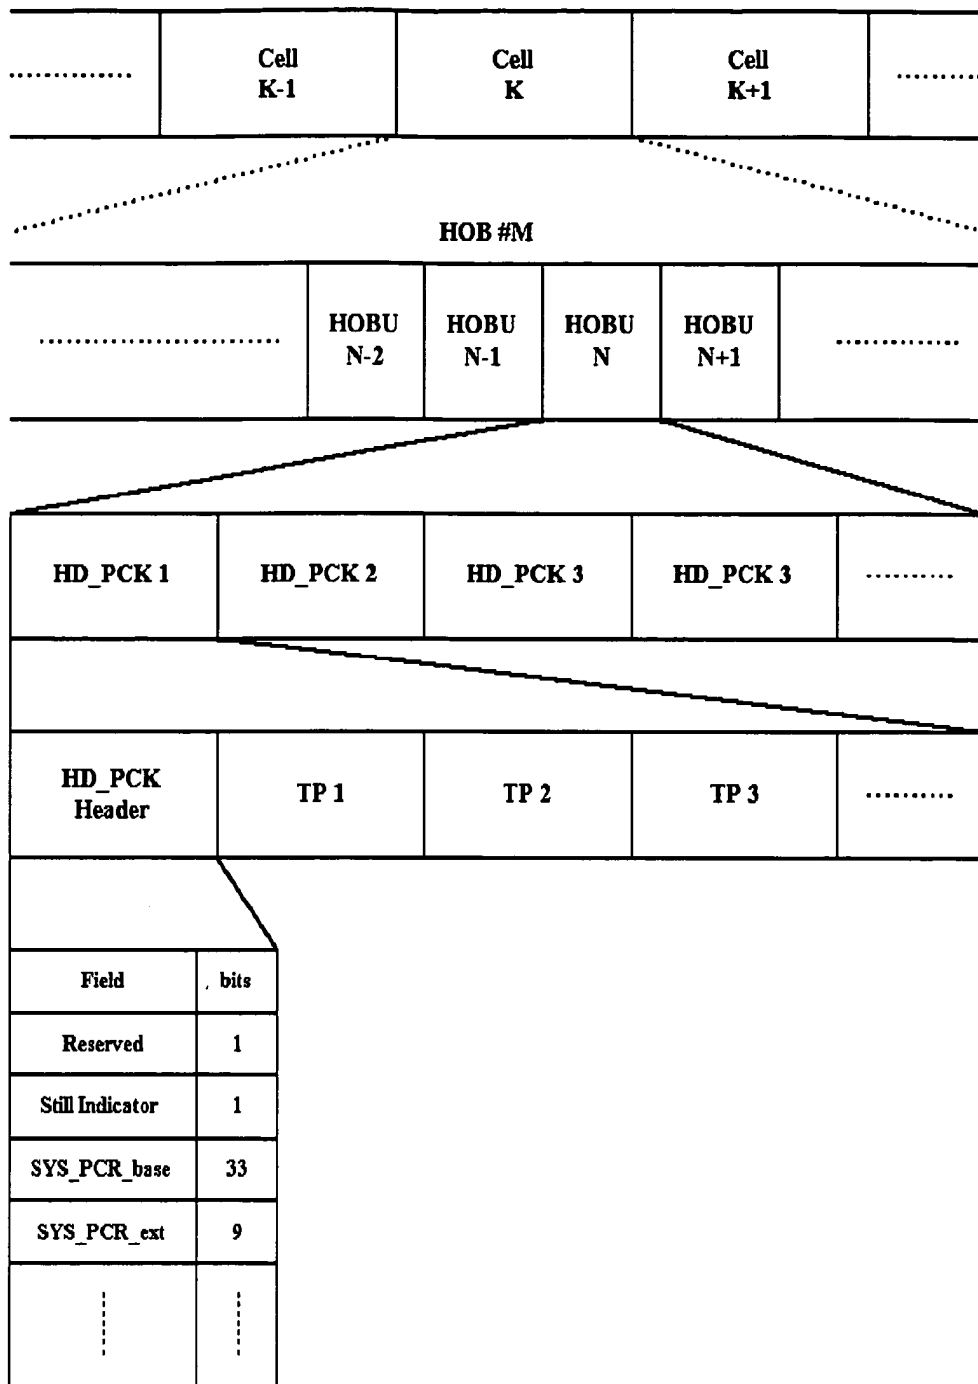 Cell Cell Cell
K-1 K K+1
HOB #M
HOBU HOBU HOBU HOBU
N-2 N-1 N N+1
HD_PCK 1 HD_PCK 2 HD_PCK 3 HD_PCK 3
HD_PCK
Header
TP 1 TP 2 TP 3
Field bits
Reserved 1
Still Indicator 1
SYS_PCR_base 33
SYS_PCR_ext 9